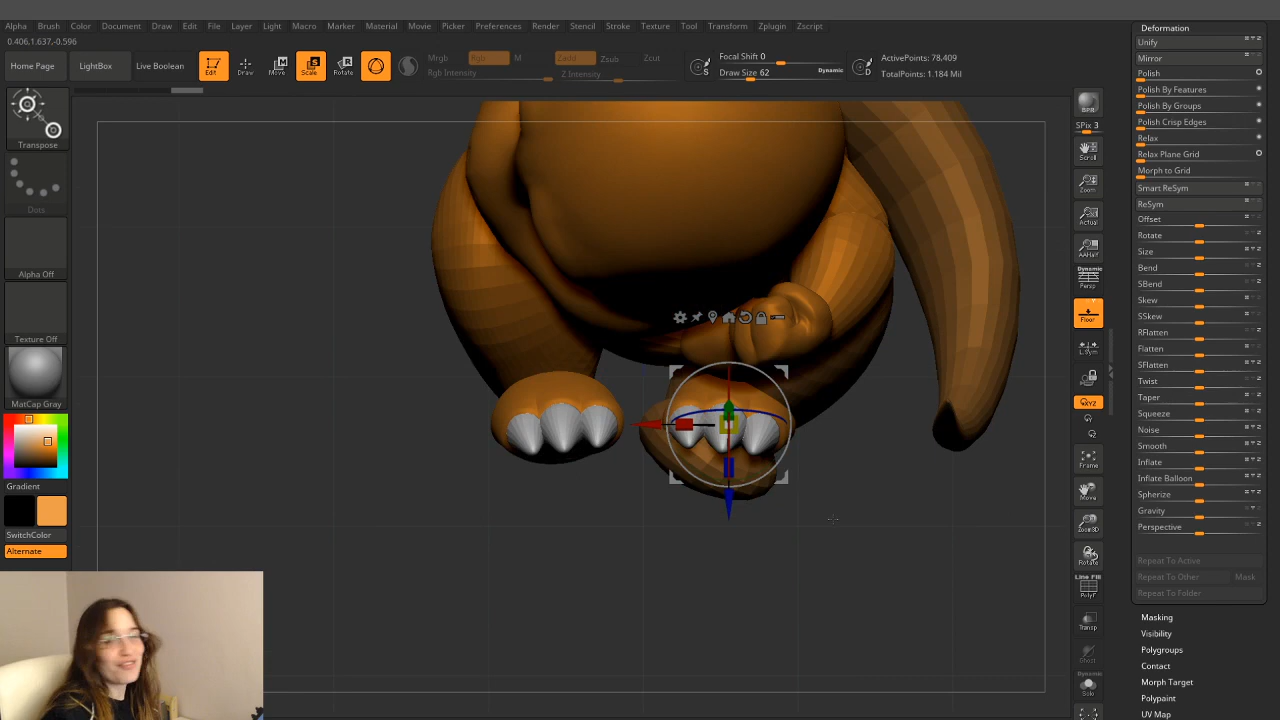 Alpha Brush Color Document Draw Edit File Layer Light Macro Marker Material Movie Picker Preferences Render Stencil Stroke Texture Tool Transform Zplugin Zscript
0.406,1.637,-0.596
Home Page LightBox Live Boolean Edit Draw Move Scale Rotate
Mrgb Rgb M
Rgb Intensity
Zadd Zsub Zcut
Z Intensity
S
Focal Shift 0
Draw Size 62 Dynamic
D
ActivePoints: 78,409
TotalPoints: 1.184 Mil
Transpose
Dots
Alpha Off
Texture Off
MatCap Gray
Gradient
SwitchColor
Alternate
BPR
SPix 3
Scroll
Zoom
Actual
AAHalf
Dynamic
Persp
Floor
L.Sym
XYZ
Y
Z
Frame
Move
Zoom3D
Rotate
Line Fill
PolyF
Transp
Ghost
Dynamic
Solo
Deformation
Unify
Mirror
Polish
Polish By Features
Polish By Groups
Polish Crisp Edges
Relax
Relax Plane Grid
Morph to Grid
Smart ReSym
ReSym
Offset
Rotate
Size
Bend
SBend
Skew
SSkew
RFlatten
Flatten
SFlatten
Twist
Taper
Squeeze
Noise
Smooth
Inflate
Inflate Balloon
Spherize
Gravity
Perspective
Repeat To Active
Repeat To Other Mask
Repeat To Folder
Masking
Visibility
Polygroups
Contact
Morph Target
Polypaint
UV Map